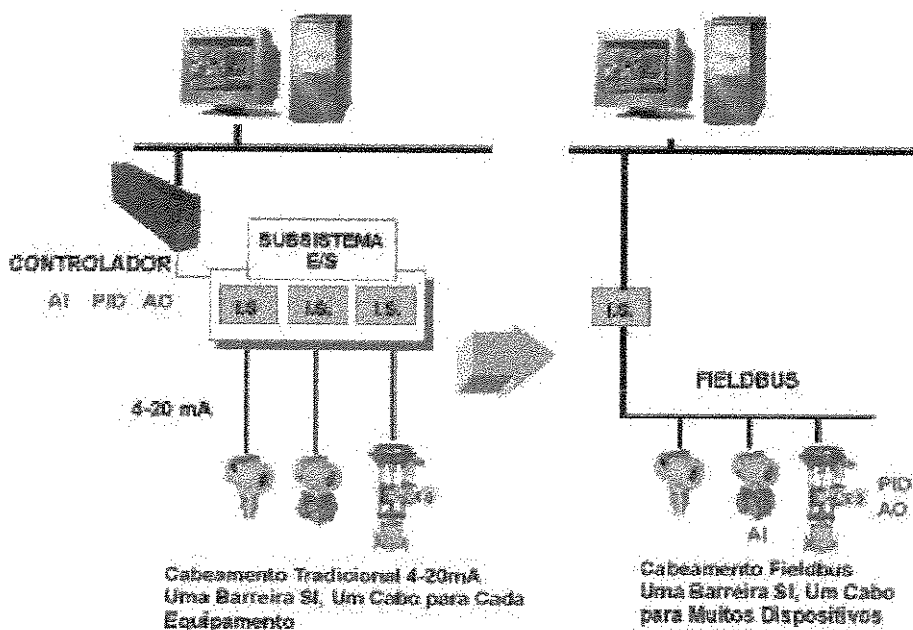 CONTROLADOR
AI PID AO
SUBSISTEMA
E/S
I.S I.S. I.S.
4-20 mA
Cabeamento Tradicional 4-20mA
Uma Barreira SI, Um Cabo para Cada
Equipamento
I.S.
FIELDBUS
PID
AO
AI
Cabeamento Fieldbus
Uma Barreira SI, Um Cabo
para Muitos Dispositivos